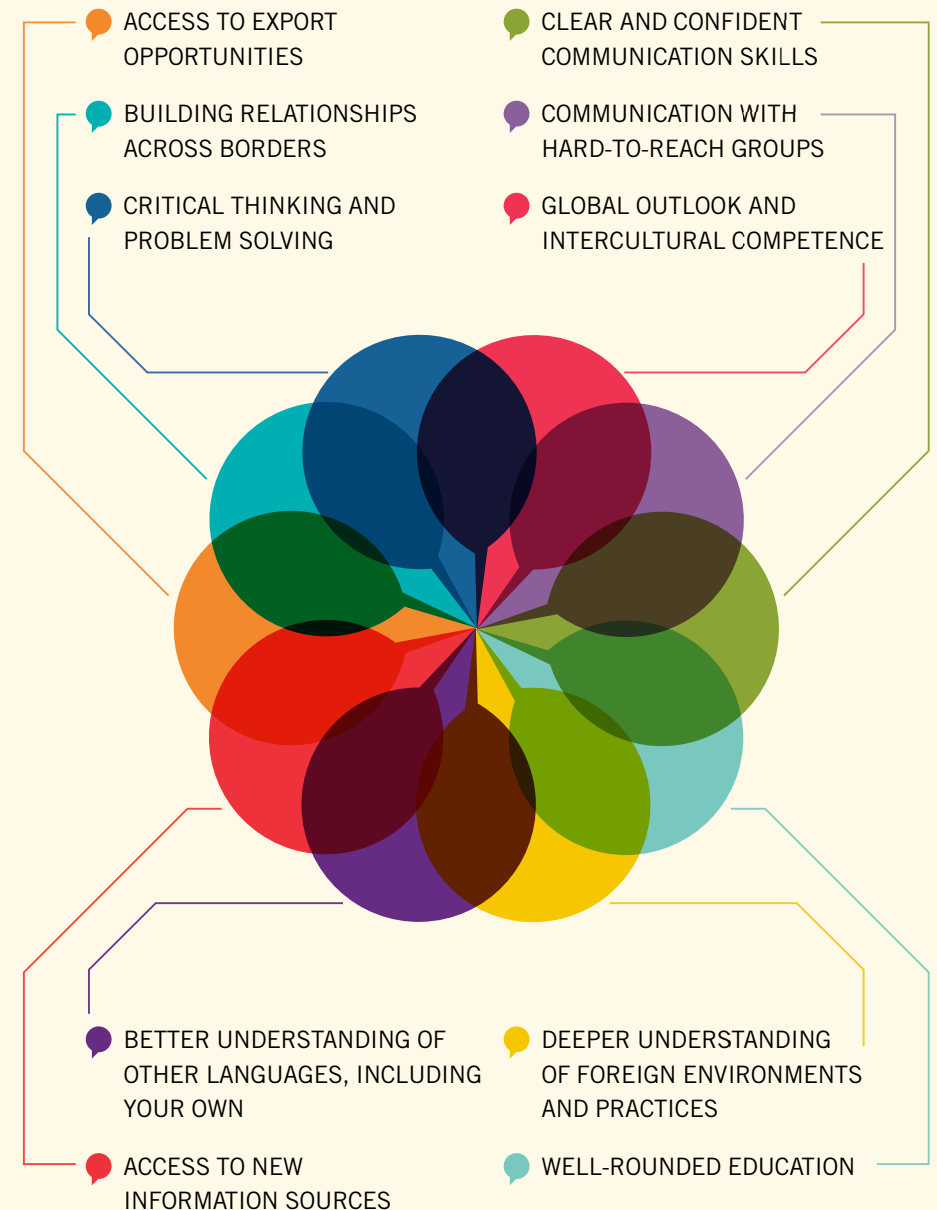 ACCESS TO EXPORT
OPPORTUNITIES
BUILDING RELATIONSHIPS
ACROSS BORDERS
CRITICAL THINKING AND
PROBLEM SOLVING
CLEAR AND CONFIDENT
COMMUNICATION SKILLS
COMMUNICATION WITH
HARD-TO-REACH GROUPS
GLOBAL OUTLOOK AND
INTERCULTURAL COMPETENCE
BETTER UNDERSTANDING OF
OTHER LANGUAGES, INCLUDING
YOUR OWN
ACCESS TO NEW
INFORMATION SOURCES
DEEPER UNDERSTANDING
OF FOREIGN ENVIRONMENTS
AND PRACTICES
WELL-ROUNDED EDUCATION